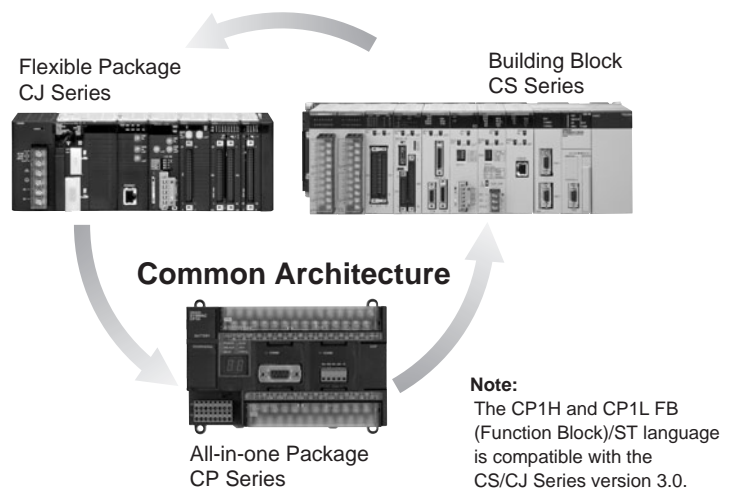 Flexible Package
CJ Series
Building Block
CS Series
Common Architecture
All-in-one Package
CP Series
Note:
The CP1H and CP1L FB
(Function Block)/ST language
is compatible with the
CS/CJ Series version 3.0.